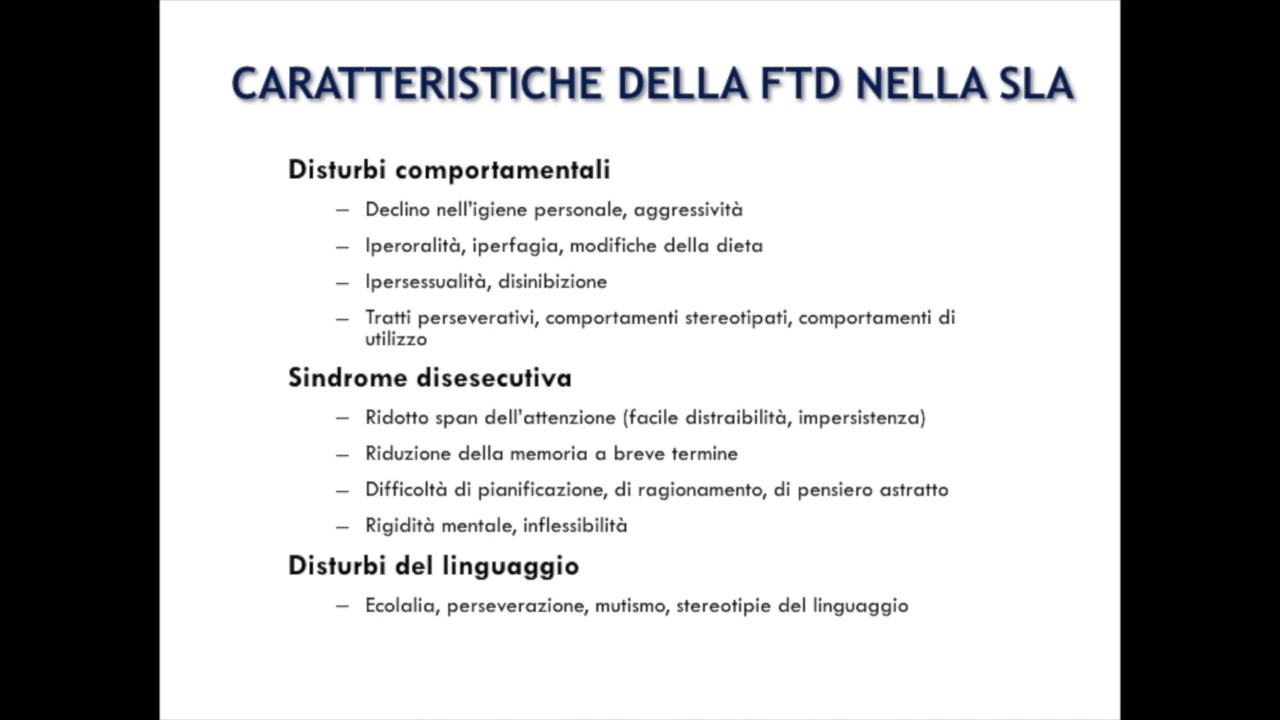 CARATTERISTICHE DELLA FTD NELLA SLA
Disturbi comportamentali
– Declino nell'igiene personale, aggressività
– Iperoralità, iperfagia, modifiche della dieta
– Ipersessualità, disinibizione
– Tratti perseverativi, comportamenti stereotipati, comportamenti di
utilizzo
Sindrome disesecutiva
– Ridotto span dell'attenzione (facile distraibilità, impersistenza)
– Riduzione della memoria a breve termine
– Difficoltà di pianificazione, di ragionamento, di pensiero astratto
– Rigidità mentale, inflessibilità
Disturbi del linguaggio
– Ecolalia, perseverazione, mutismo, stereotipie del linguaggio